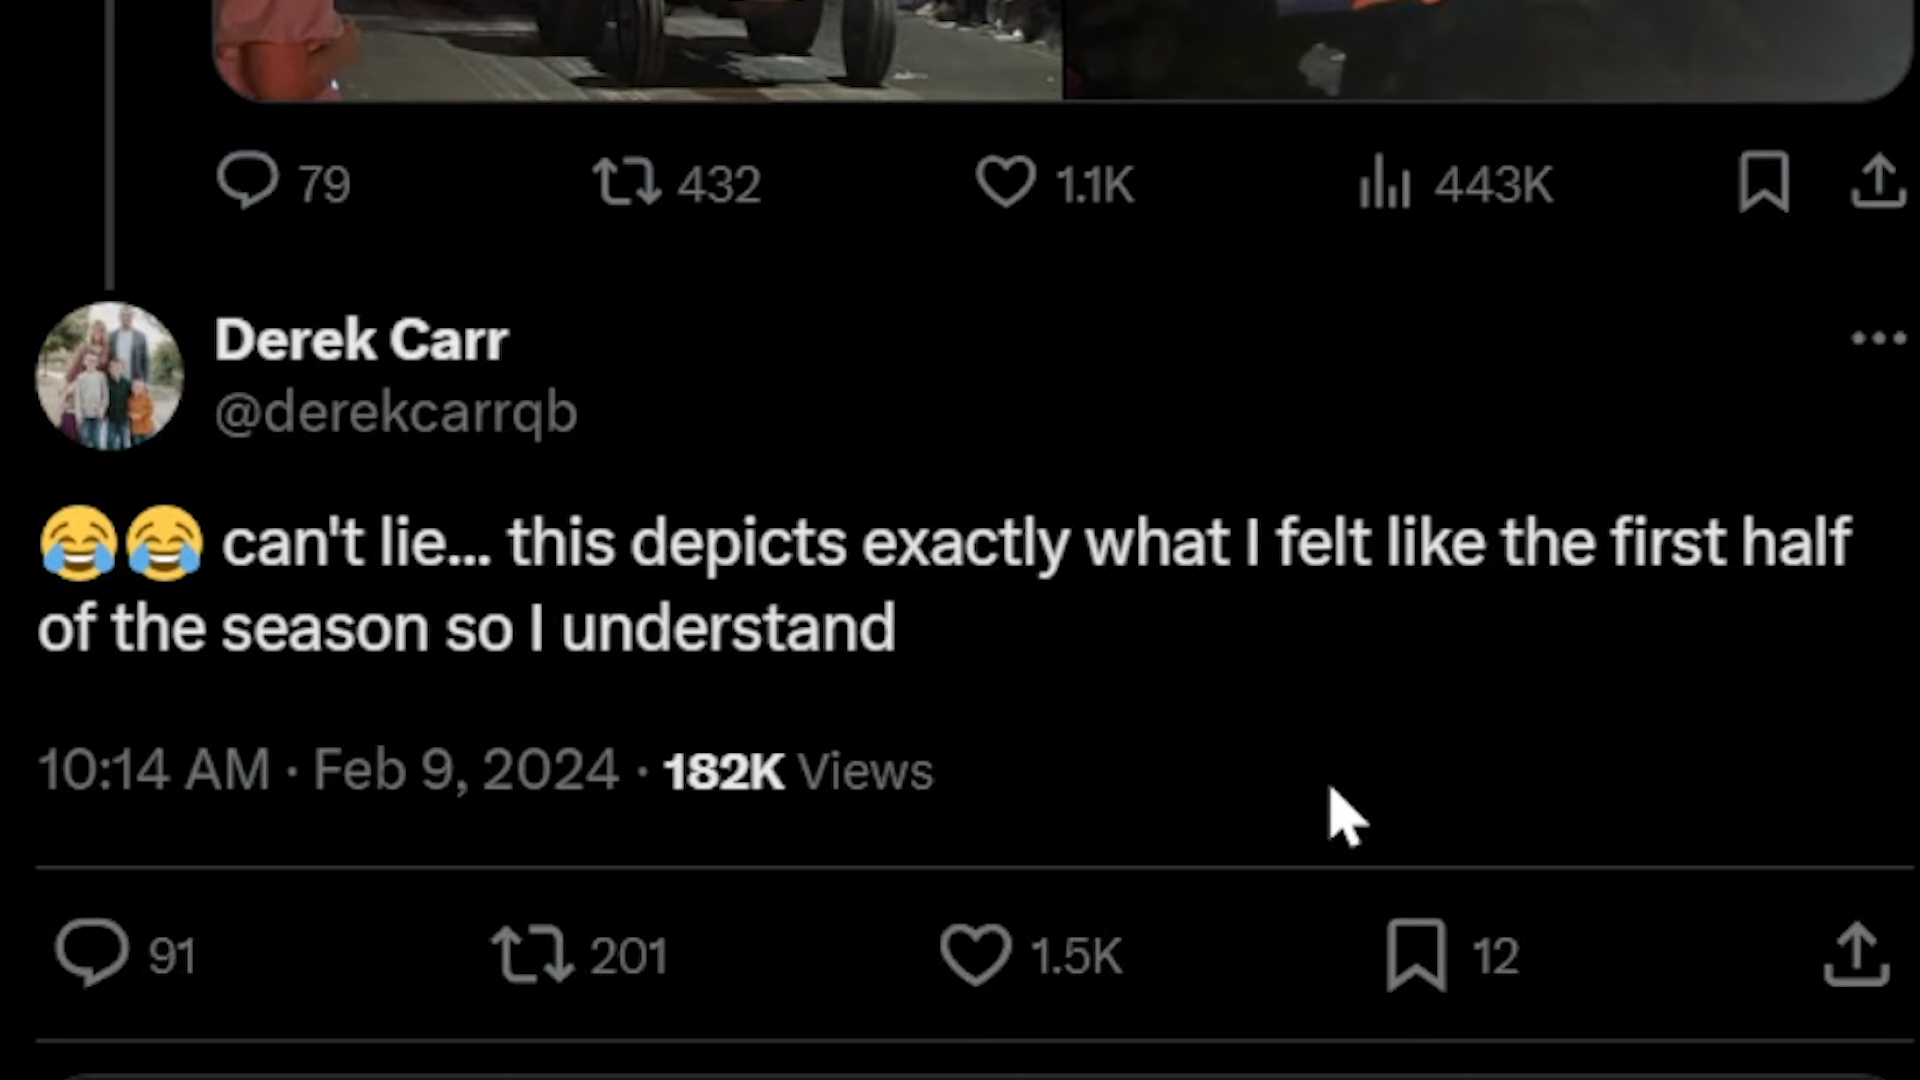 79 432 1.1K 443K
Derek Carr
@derekcarrqb
😂😂 can't lie... this depicts exactly what I felt like the first half
of the season so I understand
10:14 AM · Feb 9, 2024 · 182K Views
91 201 1.5K 12